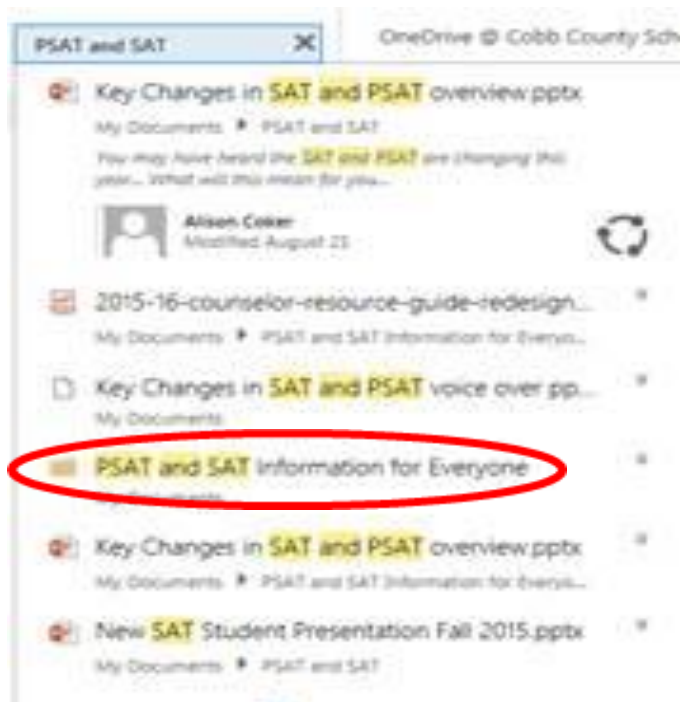 PSAT and SAT
OneDrive @ Cobb County Sch
Key Changes in SAT and PSAT overview.pptx
My Documents ▸ PSAT and SAT
You may have heard the SAT and PSAT are changing this
year... What will this mean for you...
Alison Coker
Modified August 25
2015-16-counselor-resource-guide-redesign...
My Documents ▸ PSAT and SAT Information for Everyo...
Key Changes in SAT and PSAT voice over pp...
My Documents
PSAT and SAT Information for Everyone
My Documents
Key Changes in SAT and PSAT overview.pptx
My Documents ▸ PSAT and SAT Information for Everyo...
New SAT Student Presentation Fall 2015.pptx
My Documents ▸ PSAT and SAT